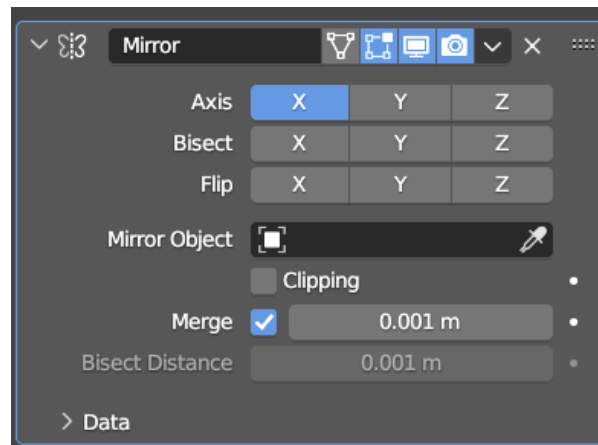 Mirror
Axis X Y Z
Bisect X Y Z
Flip X Y Z
Mirror Object
Clipping
Merge 0.001 m
Bisect Distance 0.001 m
Data